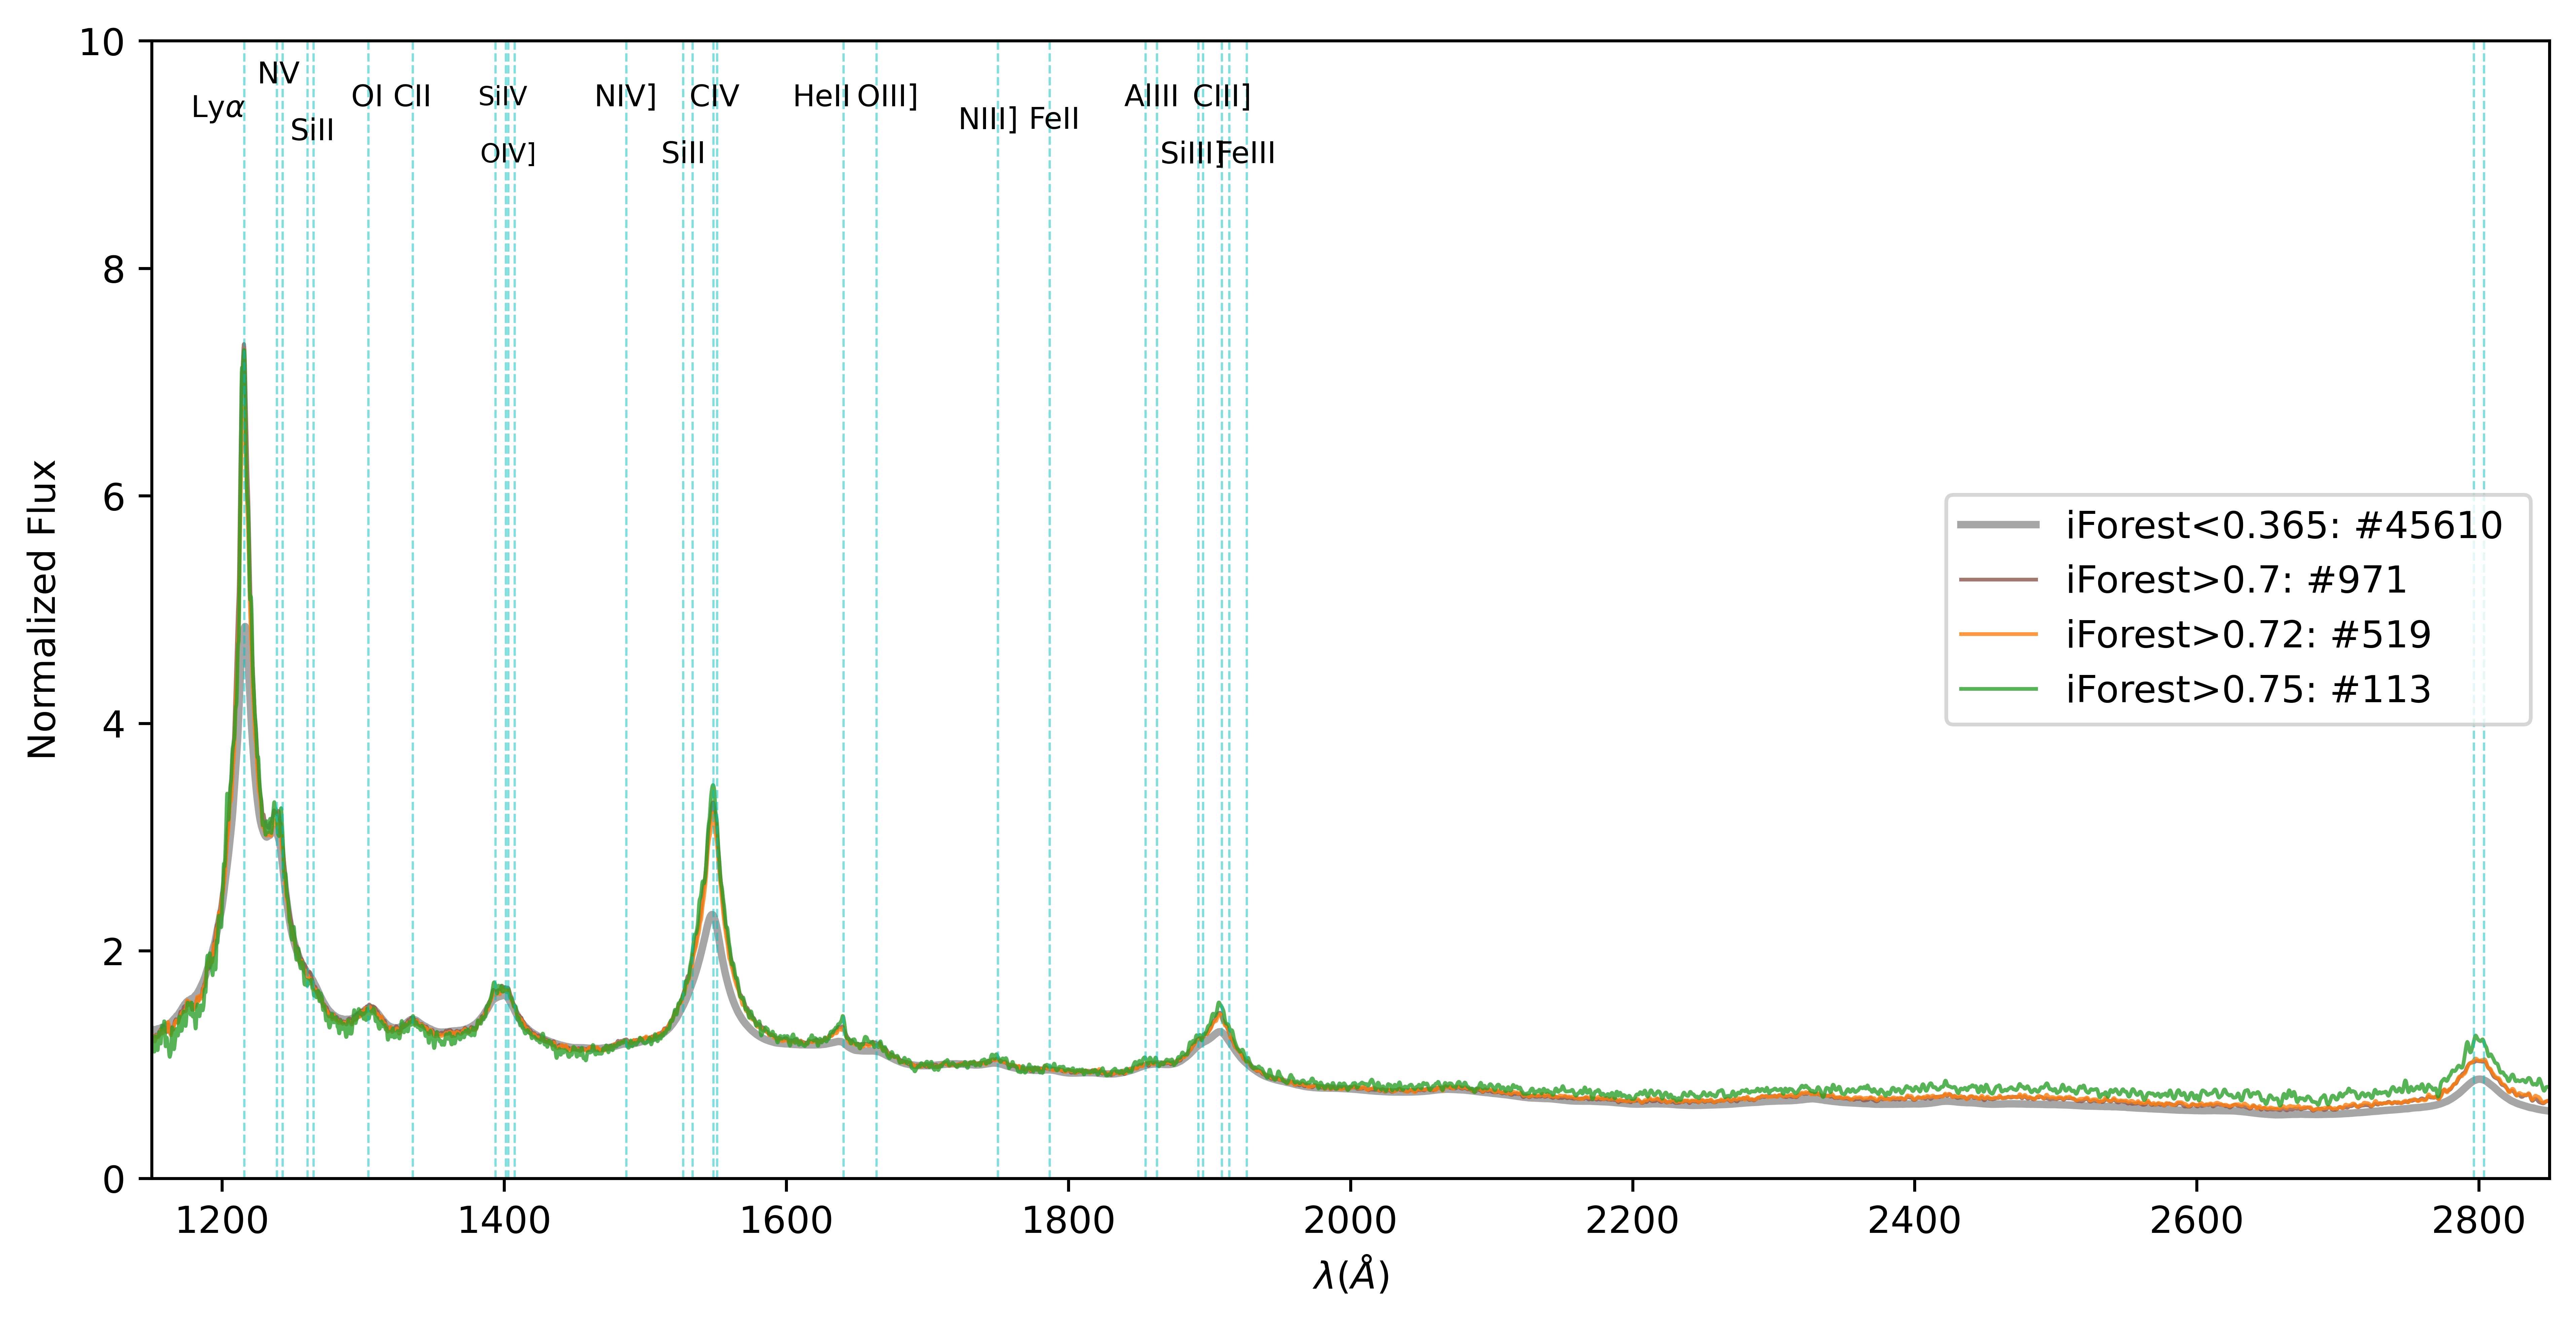 10
8
6
4
2
0
Normalized Flux
NV
Lyα
SiII
OI CII
SiIV
OIV]
NIV]
CIV
SiII
HeII OIII]
NIII] FeII
AlIII CIII]
SiIII] FeIII
iForest<0.365: #45610
iForest>0.7: #971
iForest>0.72: #519
iForest>0.75: #113
1200 1400 1600 1800 2000 2200 2400 2600 2800
λ(Å)